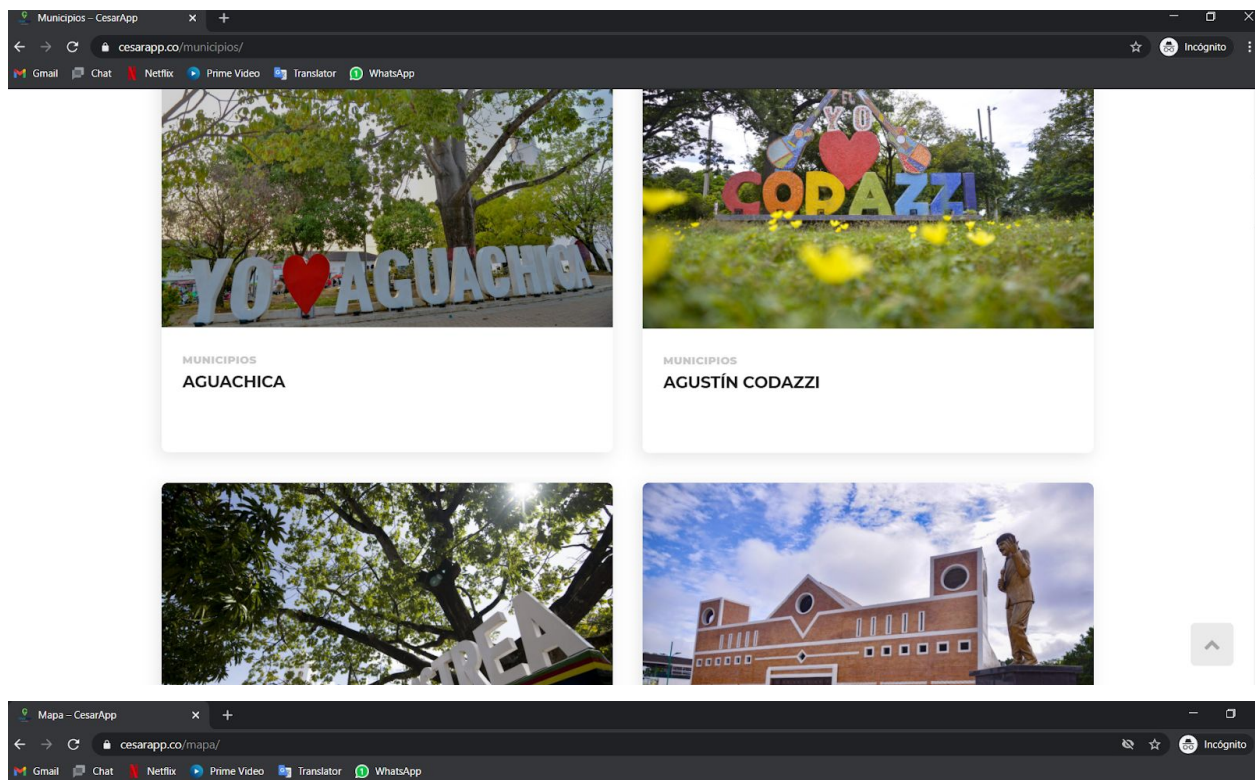 Municipios – CesarApp
cesarapp.co/municipios/
Incógnito
Gmail Chat Netflix Prime Video Translator WhatsApp
YO AGUACHICA
YO
CODAZZI
MUNICIPIOS
AGUACHICA
MUNICIPIOS
AGUSTÍN CODAZZI
TREA
Mapa – CesarApp
cesarapp.co/mapa/
Incógnito
Gmail Chat Netflix Prime Video Translator WhatsApp